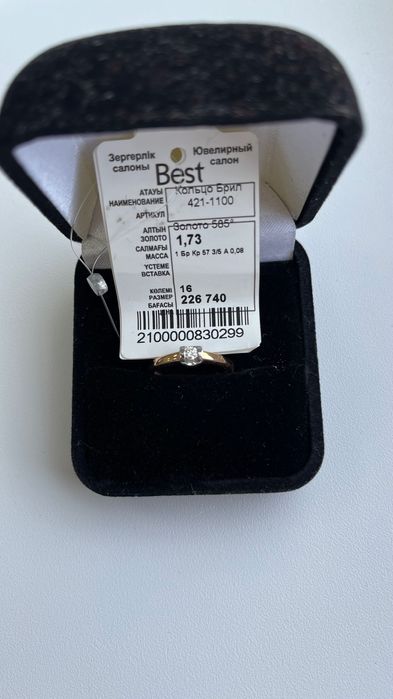 Зергерлік салоны Ювелирный салон
Best
АТАУЫ
НАИМЕНОВАНИЕ Кольцо Брил
АРТИКУЛ 421-1100
АЛТЫН
ЗОЛОТО Золото 585°
САЛМАҒЫ
МАССА 1,73
ҮСТЕМЕ
ВСТАВКА 1 Бр Кр 57 3/5 А 0,08
КӨЛЕМІ
РАЗМЕР 16
БАҒАСЫ 226 740
2100000830299